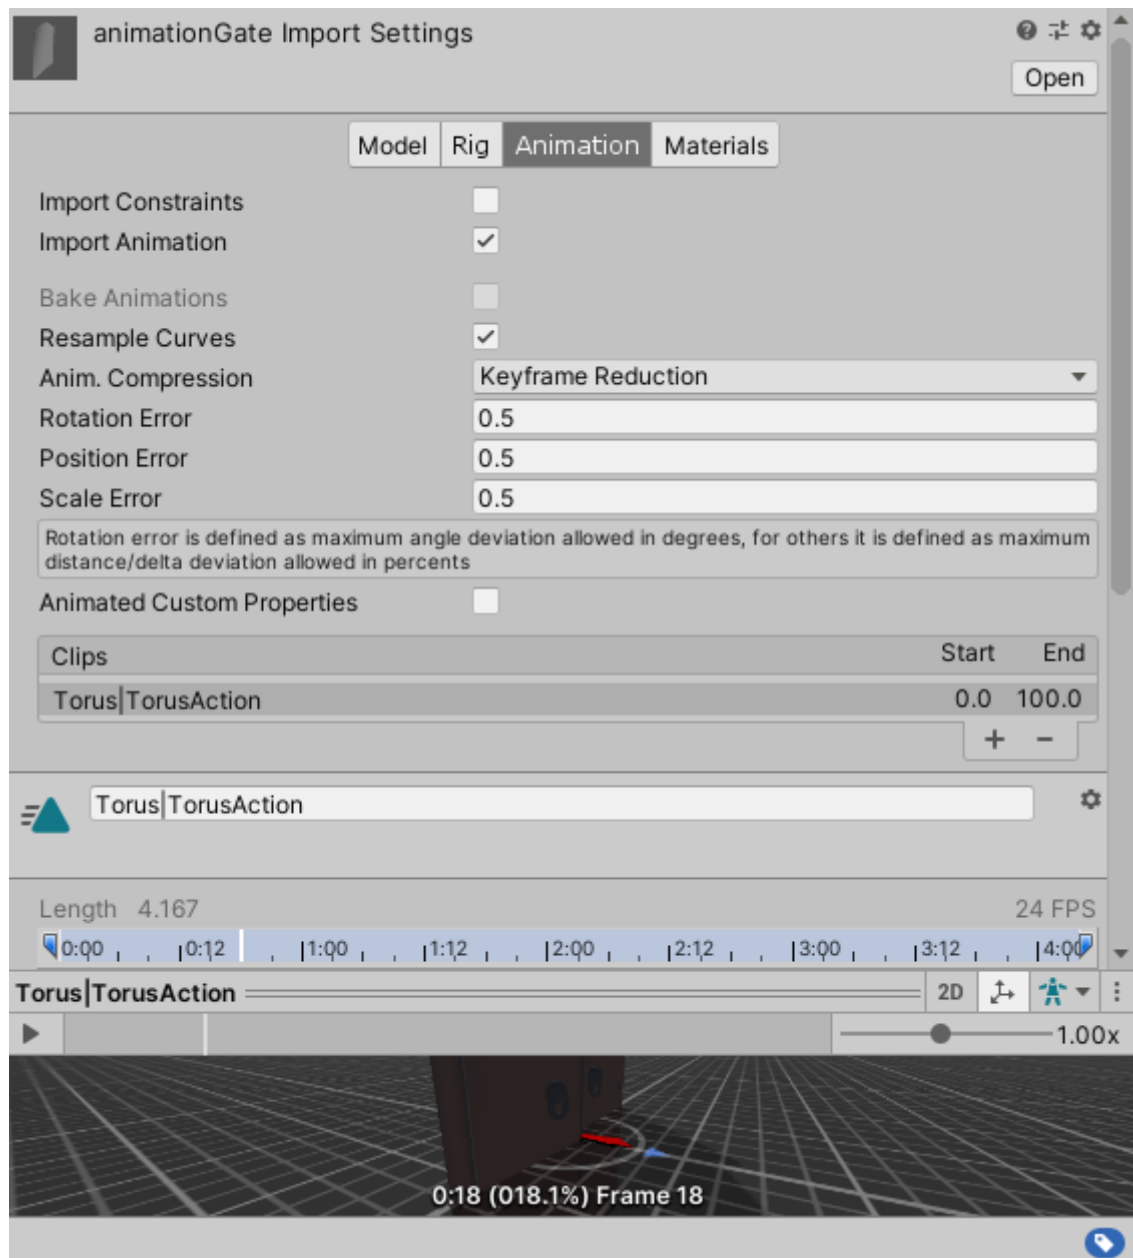 animationGate Import Settings
Open
Model Rig Animation Materials
Import Constraints
Import Animation
Bake Animations
Resample Curves
Anim. Compression Keyframe Reduction
Rotation Error 0.5
Position Error 0.5
Scale Error 0.5
Rotation error is defined as maximum angle deviation allowed in degrees, for others it is defined as maximum
distance/delta deviation allowed in percents
Animated Custom Properties
Clips Start End
Torus|TorusAction 0.0 100.0
Torus|TorusAction
Length 4.167 24 FPS
0:00 0:12 1:00 1:12 2:00 2:12 3:00 3:12 4:00
Torus|TorusAction 2D
1.00x
0:18 (018.1%) Frame 18